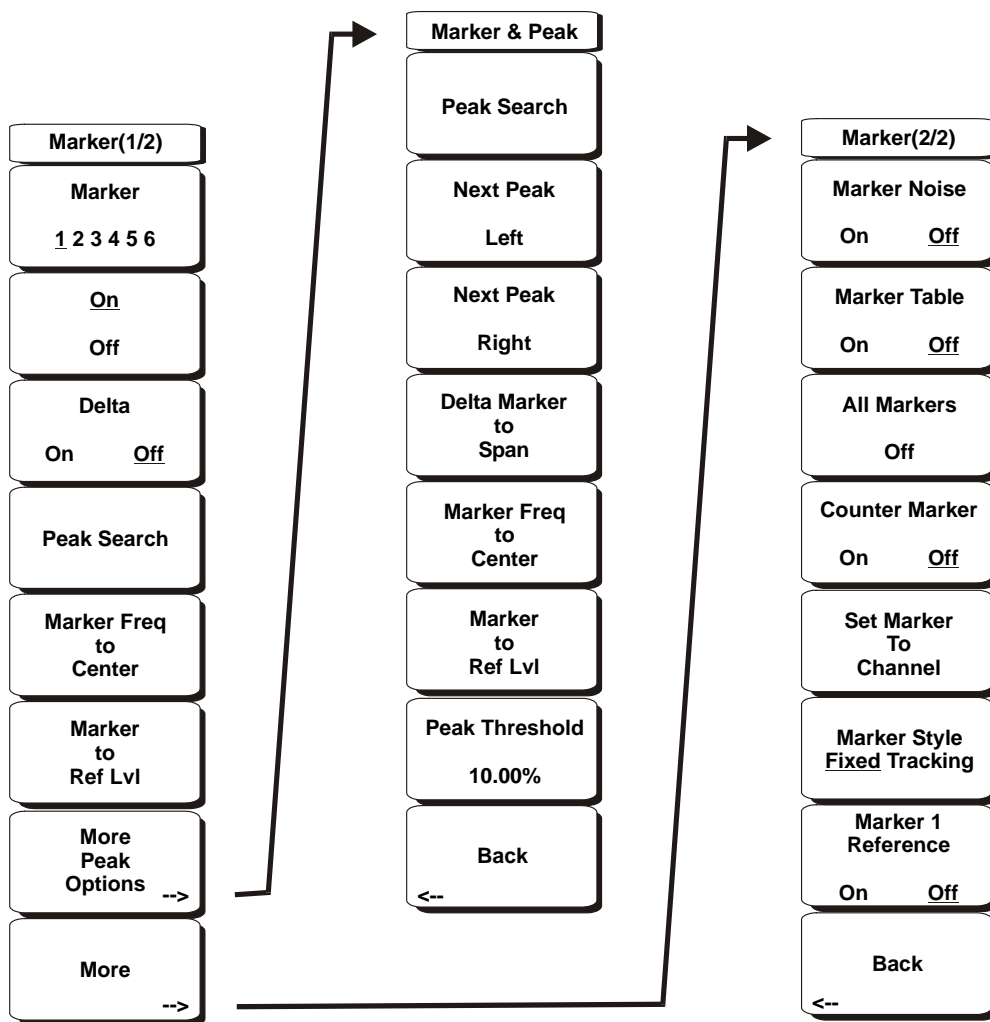 Marker(1/2)
Marker
1 2 3 4 5 6
On
Off
Delta
On Off
Peak Search
Marker Freq
to
Center
Marker
to
Ref Lvl
More
Peak
Options
-->
More
-->
Marker & Peak
Peak Search
Next Peak
Left
Next Peak
Right
Delta Marker
to
Span
Marker Freq
to
Center
Marker
to
Ref Lvl
Peak Threshold
10.00%
Back
<--
Marker(2/2)
Marker Noise
On Off
Marker Table
On Off
All Markers
Off
Counter Marker
On Off
Set Marker
To
Channel
Marker Style
Fixed Tracking
Marker 1
Reference
On Off
Back
<--